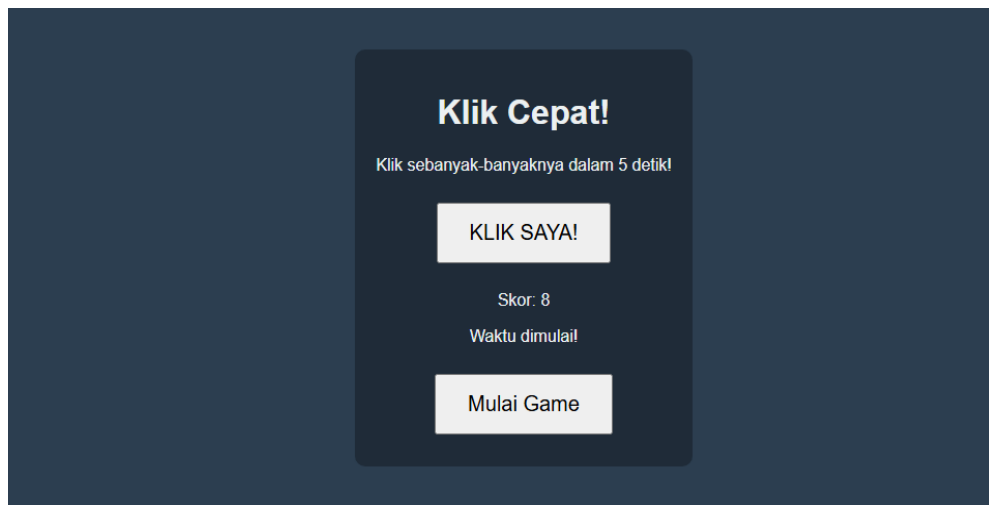 Klik Cepat!
Klik sebanyak-banyaknya dalam 5 detik!
KLIK SAYA!
Skor: 8
Waktu dimulai!
Mulai Game